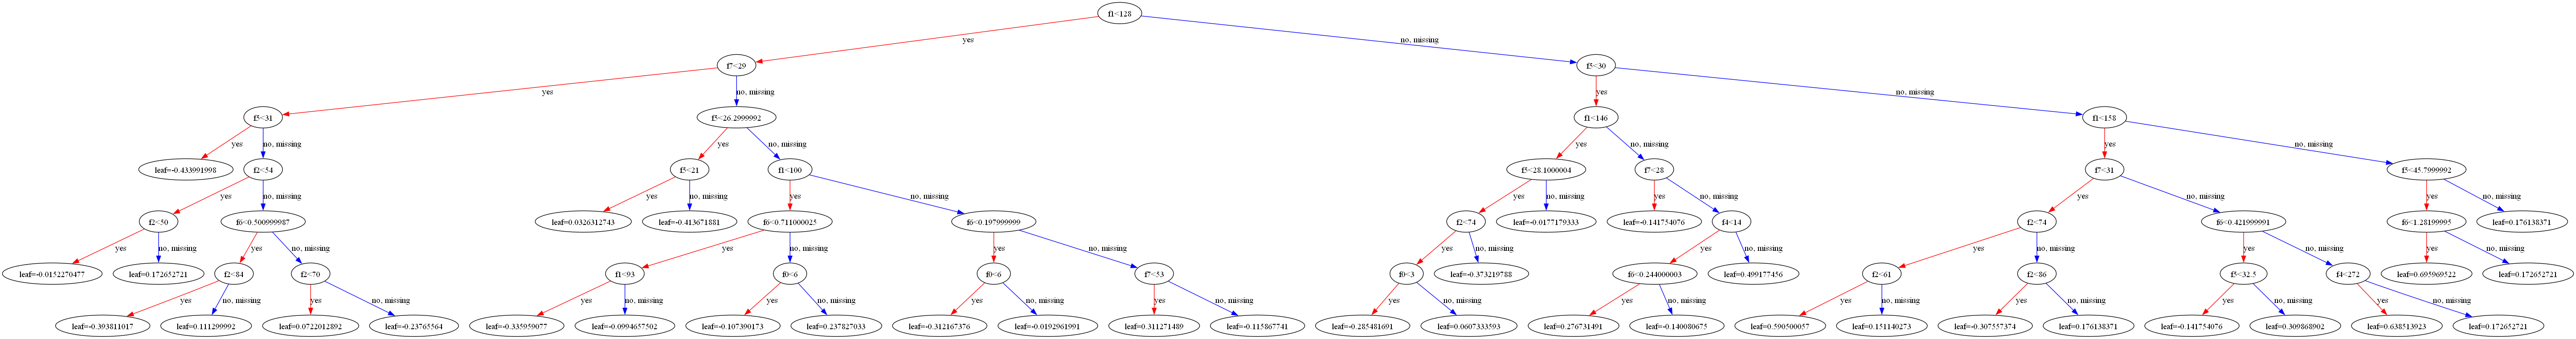 f1<128
yes
no, missing
f7<29
f5<30
yes
no, missing
yes
no, missing
f5<31
f5<26.2999992
f1<146
f1<158
yes
no, missing
yes
no, missing
yes
no, missing
yes
no, missing
leaf=-0.433991998
f2<54
f5<21
f1<100
f5<28.1000004
f7<28
f7<31
f5<45.7999992
yes
no, missing
yes
no, missing
yes
no, missing
yes
no, missing
yes
no, missing
yes
no, missing
yes
no, missing
f2<50
f6<0.500999987
leaf=0.0326312743
leaf=-0.413671881
f6<0.711000025
f6<0.197999999
f2<74
leaf=-0.0177179333
leaf=-0.141754076
f4<14
f2<74
f6<0.421999991
f6<1.28199995
leaf=0.176138371
yes
no, missing
yes
no, missing
yes
no, missing
yes
no, missing
yes
no, missing
yes
no, missing
yes
no, missing
yes
no, missing
yes
no, missing
leaf=-0.0152270477
leaf=0.172652721
f2<84
f2<70
f1<93
f0<6
f0<6
f7<53
f0<3
leaf=-0.373219788
f6<0.244000003
leaf=0.499177456
f2<61
f2<86
f5<32.5
f4<272
leaf=0.695969522
leaf=0.172652721
yes
no, missing
yes
no, missing
yes
no, missing
yes
no, missing
yes
no, missing
yes
no, missing
yes
no, missing
yes
no, missing
yes
no, missing
yes
no, missing
yes
no, missing
yes
no, missing
leaf=-0.393811017
leaf=0.111299992
leaf=0.0722012892
leaf=-0.23765564
leaf=-0.335959077
leaf=-0.0994657502
leaf=-0.107390173
leaf=0.237827033
leaf=-0.312167376
leaf=-0.0192961991
leaf=0.311271489
leaf=-0.115867741
leaf=-0.285481691
leaf=0.0607333593
leaf=0.276731491
leaf=-0.140080675
leaf=0.590500057
leaf=0.151140273
leaf=-0.307557374
leaf=0.176138371
leaf=-0.141754076
leaf=0.309868902
leaf=0.638513923
leaf=0.172652721